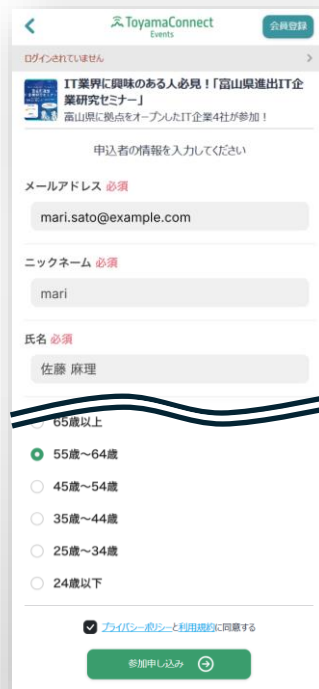 ToyamaConnect
Events
会員登録
ログインされていません
IT業界に興味のある人必見！「富山県進出IT企
業研究セミナー」
富山県に拠点をオープンしたIT企業4社が参加！
申込者の情報を入力してください
メールアドレス 必須
mari.sato@example.com
ニックネーム 必須
mari
氏名 必須
佐藤 麻理
65歳以上
55歳～64歳
45歳～54歳
35歳～44歳
25歳～34歳
24歳以下
プライバシーポリシーと利用規約に同意する
参加申し込み